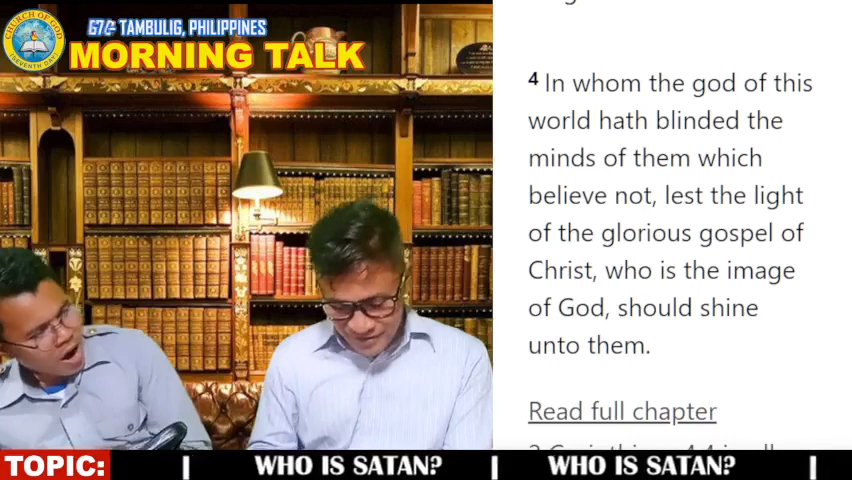 CHURCH OF GOD
(SEVENTH DAY)
G7C TAMBULIG, PHILIPPINES
MORNING TALK
4 In whom the god of this
world hath blinded the
minds of them which
believe not, lest the light
of the glorious gospel of
Christ, who is the image
of God, should shine
unto them.
Read full chapter
TOPIC: | WHO IS SATAN? | WHO IS SATAN? |